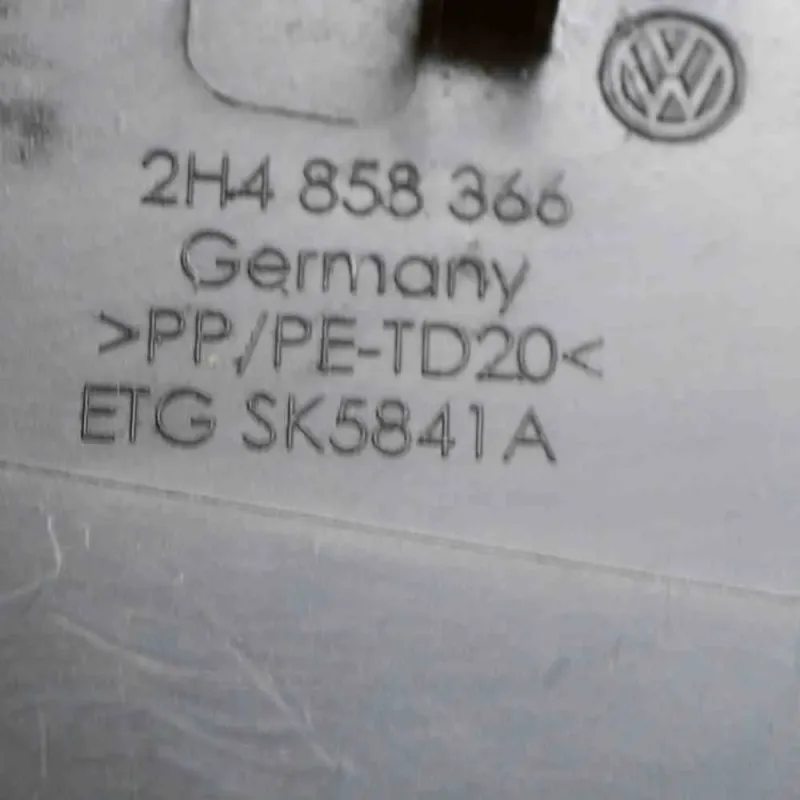 2H4 858 366
Germany
>PP/PE-TD20<
ETG SK5841A